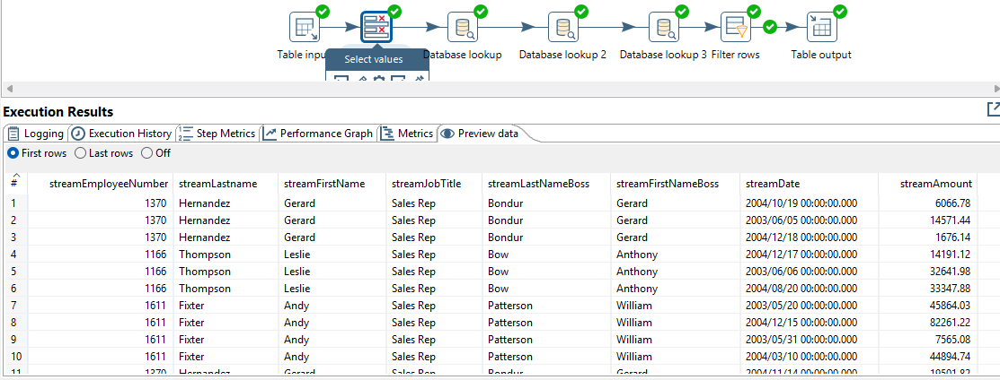 Table inpu Database lookup Database lookup 2 Database lookup 3 Filter rows Table output
Select values
Execution Results
Logging Execution History Step Metrics Performance Graph Metrics Preview data
First rows Last rows Off
# streamEmployeeNumber streamLastname streamFirstName streamJobTitle streamLastNameBoss streamFirstNameBoss streamDate streamAmount
1 1370 Hernandez Gerard Sales Rep Bondur Gerard 2004/10/19 00:00:00.000 6066.78
2 1370 Hernandez Gerard Sales Rep Bondur Gerard 2003/06/05 00:00:00.000 14571.44
3 1370 Hernandez Gerard Sales Rep Bondur Gerard 2004/12/18 00:00:00.000 1676.14
4 1166 Thompson Leslie Sales Rep Bow Anthony 2004/12/17 00:00:00.000 14191.12
5 1166 Thompson Leslie Sales Rep Bow Anthony 2003/06/06 00:00:00.000 32641.98
6 1166 Thompson Leslie Sales Rep Bow Anthony 2004/08/20 00:00:00.000 33347.88
7 1611 Fixter Andy Sales Rep Patterson William 2003/05/20 00:00:00.000 45864.03
8 1611 Fixter Andy Sales Rep Patterson William 2004/12/15 00:00:00.000 82261.22
9 1611 Fixter Andy Sales Rep Patterson William 2003/05/31 00:00:00.000 7565.08
10 1611 Fixter Andy Sales Rep Patterson William 2004/03/10 00:00:00.000 44894.74
11 1370 Hernandez Gerard Sales Rep Bondur Gerard 2004/11/14 00:00:00.000 19501.82